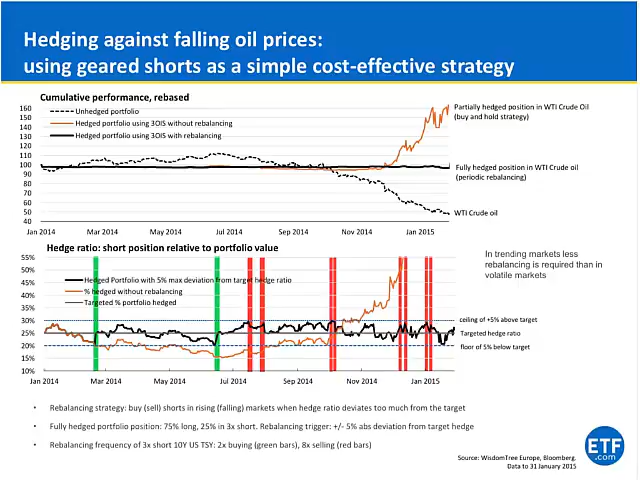 Hedging against falling oil prices:
using geared shorts as a simple cost-effective strategy
Cumulative performance, rebased
160
150
140
130
120
110
100
90
80
70
60
50
40
Unhedged portfolio
Hedged portfolio using 3OIS without rebalancing
Hedged portfolio using 3OIS with rebalancing
Partially hedged position in WTI Crude Oil
(buy and hold strategy)
Fully hedged position in WTI Crude oil
(periodic rebalancing)
WTI Crude oil
Jan 2014 Mar 2014 May 2014 Jul 2014 Sep 2014 Nov 2014 Jan 2015
Hedge ratio: short position relative to portfolio value
55%
50%
45%
40%
35%
30%
25%
20%
15%
10%
Hedged Portfolio with 5% max deviation from target hedge ratio
% hedged without rebalancing
Targeted % portfolio hedged
In trending markets less
rebalancing is required than in
volatile markets
ceiling of +5% above target
Targeted hedge ratio
floor of 5% below target
Jan 2014 Mar 2014 May 2014 Jul 2014 Sep 2014 Nov 2014 Jan 2015
• Rebalancing strategy: buy (sell) shorts in rising (falling) markets when hedge ratio deviates too much from the target
• Fully hedged portfolio position: 75% long, 25% in 3x short. Rebalancing trigger: +/- 5% abs deviation from target hedge
• Rebalancing frequency of 3x short 10Y US TSY: 2x buying (green bars), 8x selling (red bars)
Source: WisdomTree Europe, Bloomberg.
Data to 31 January 2015
ETF
.com